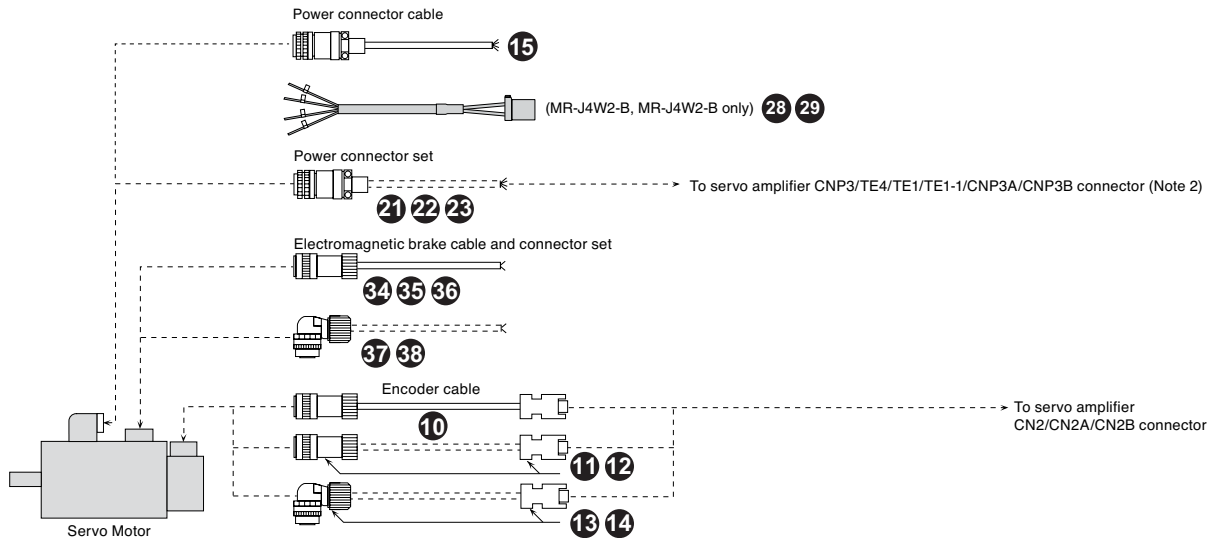 Power connector cable
15
(MR-J4W2-B, MR-J4W2-B only) 28 29
Power connector set
To servo amplifier CNP3/TE4/TE1/TE1-1/CNP3A/CNP3B connector (Note 2)
21 22 23
Electromagnetic brake cable and connector set
34 35 36
37 38
Encoder cable
10
To servo amplifier
CN2/CN2A/CN2B connector
11 12
13 14
Servo Motor